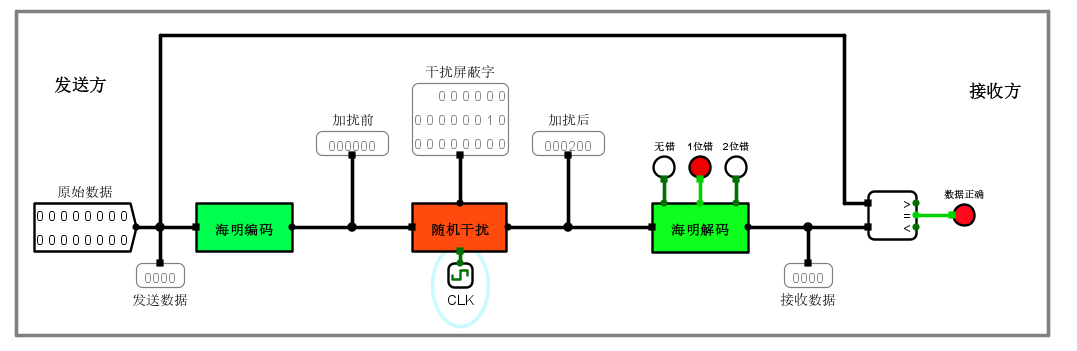 发送方
接收方
干扰屏蔽字
0 0 0 0 0 0
0 0 0 0 0 0 1 0
0 0 0 0 0 0 0 0
加扰前
000000
加扰后
000200
无错
1位错
2位错
原始数据
0 0 0 0 0 0 0 0
0 0 0 0 0 0 0 0
海明编码
随机干扰
海明解码
>
=
<
数据正确
0000
发送数据
CLK
0000
接收数据